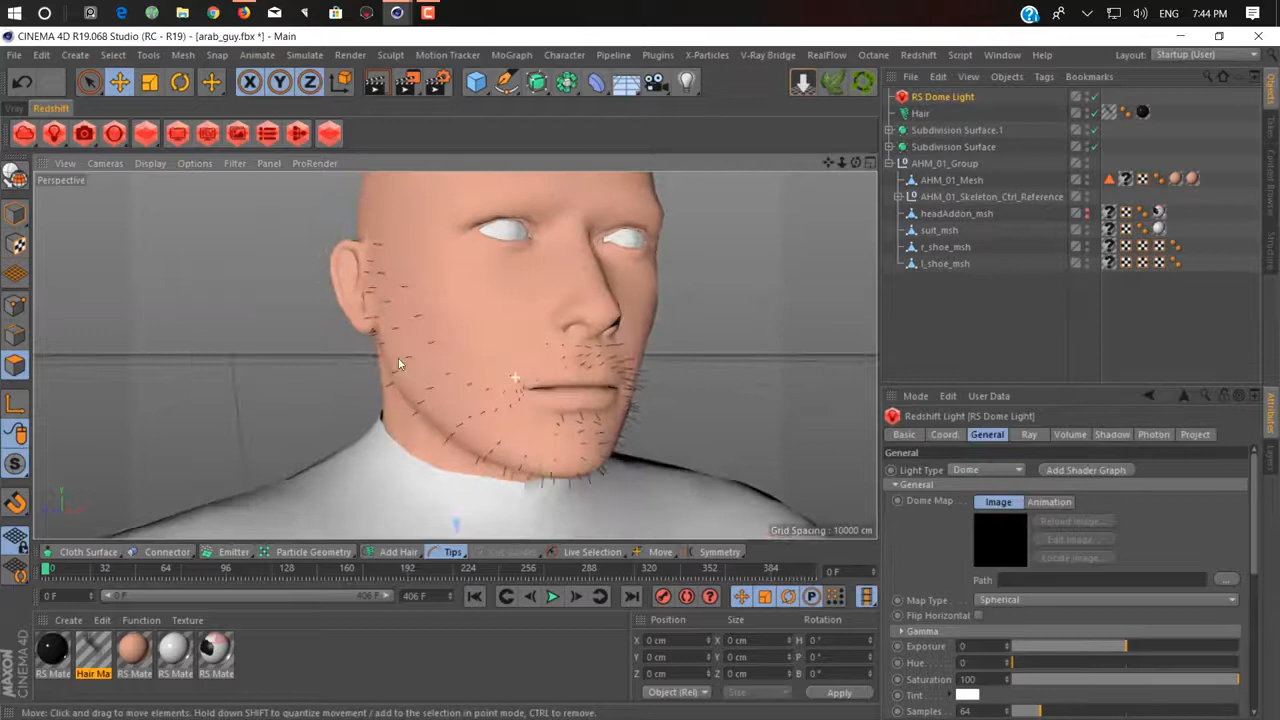 ENG 7:44 PM
CINEMA 4D R19.068 Studio (RC - R19) - [arab_guy.fbx *] - Main
File Edit Create Select Tools Mesh Snap Animate Simulate Render Sculpt Motion Tracker MoGraph Character Pipeline Plugins X-Particles V-Ray Bridge RealFlow Octane Redshift Script Window Help Layout: Startup (User)
X Y Z
File Edit View Objects Tags Bookmarks
Vray Redshift
RS Dome Light
Hair
Subdivision Surface.1
Subdivision Surface
AHM_01_Group
AHM_01_Mesh
AHM_01_Skeleton_Ctrl_Reference
headAddon_msh
suit_msh
r_shoe_msh
l_shoe_msh
View Cameras Display Options Filter Panel ProRender
Perspective
Grid Spacing : 10000 cm
Objects
Takes
Content Browser
Structure
Attributes
Layers
Mode Edit User Data
Redshift Light [RS Dome Light]
Basic Coord. General Ray Volume Shadow Photon Project
General
Light Type Dome Add Shader Graph
General
Dome Map Image Animation
Reload Image...
Edit Image...
Locate Image...
Path ...
Map Type Spherical
Flip Horizontal
Gamma
Exposure 0
Hue 0
Saturation 100
Tint
Samples 64
Cloth Surface Connector Emitter Particle Geometry Add Hair Tips Live Selection Move Symmetry
0 32 64 96 128 160 192 224 256 288 320 352 384 0 F
0 F 0 F 406 F 406 F
Create Edit Function Texture
RS Mate Hair Ma RS Mate RS Mate RS Mate
Position Size Rotation
X 0 cm X 0 cm H 0 °
Y 0 cm Y 0 cm P 0 °
Z 0 cm Z 0 cm B 0 °
Object (Rel) Size Apply
MAXON CINEMA 4D
Move: Click and drag to move elements. Hold down SHIFT to quantize movement / add to the selection in point mode, CTRL to remove.